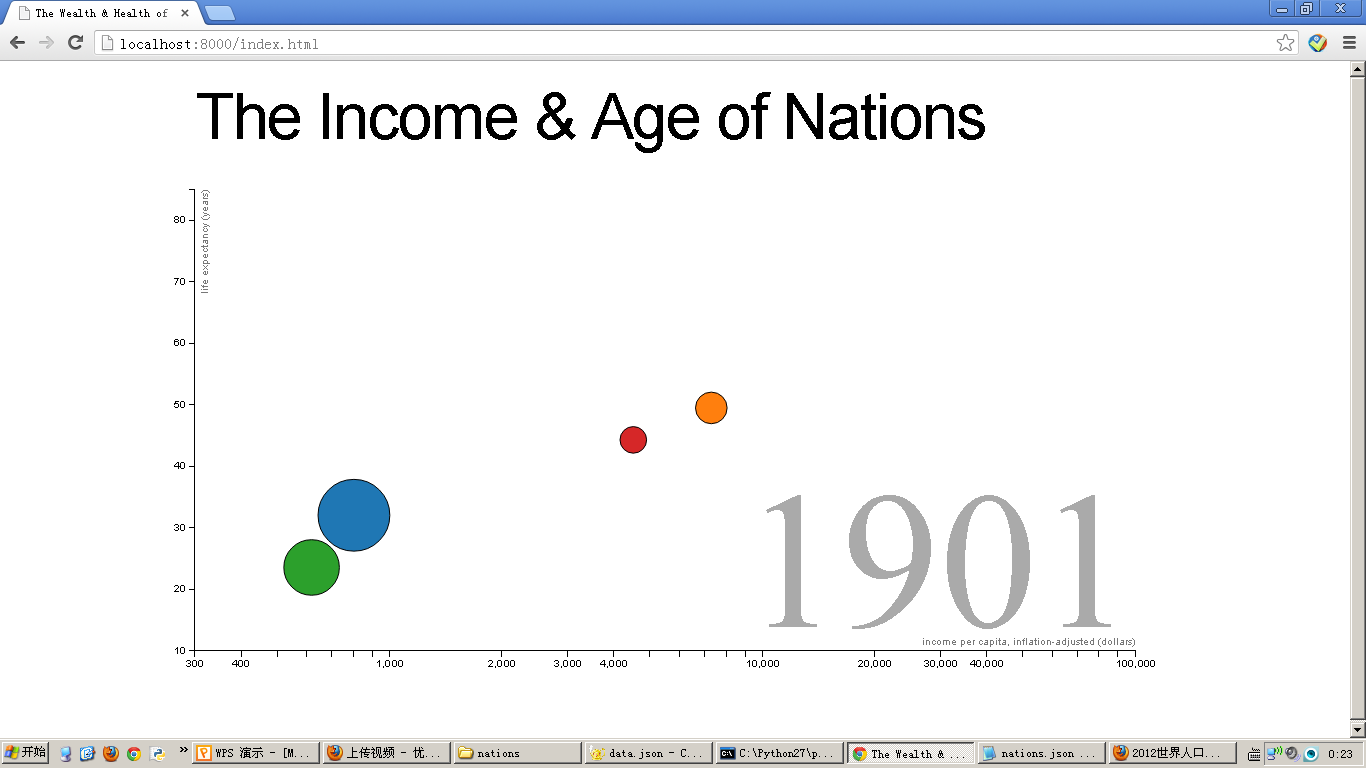 The Wealth & Health of
localhost:8000/index.html
The Income & Age of Nations
life expectancy (years)
80
70
60
50
40
30
20
10
1901
income per capita, inflation-adjusted (dollars)
300 400 1,000 2,000 3,000 4,000 10,000 20,000 30,000 40,000 100,000
开始 WPS 演示 - [M... 上传视频 - 优... nations data.json - C... C:\Python27\p... The Wealth & ... nations.json ... 2012世界人口... 0:23